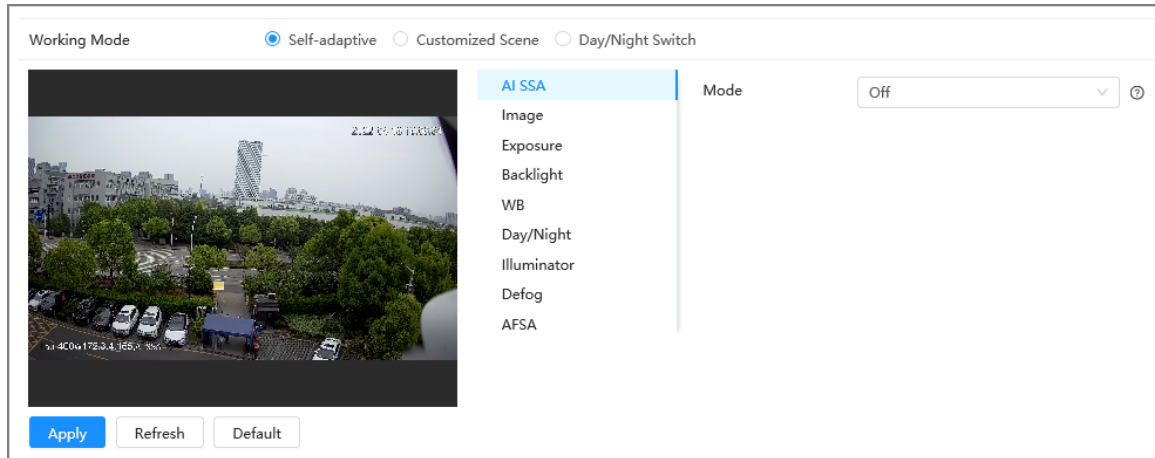 Working Mode Self-adaptive Customized Scene Day/Night Switch
AI SSA
Image
Exposure
Backlight
WB
Day/Night
Illuminator
Defog
AFSA
Mode Off
Apply Refresh Default